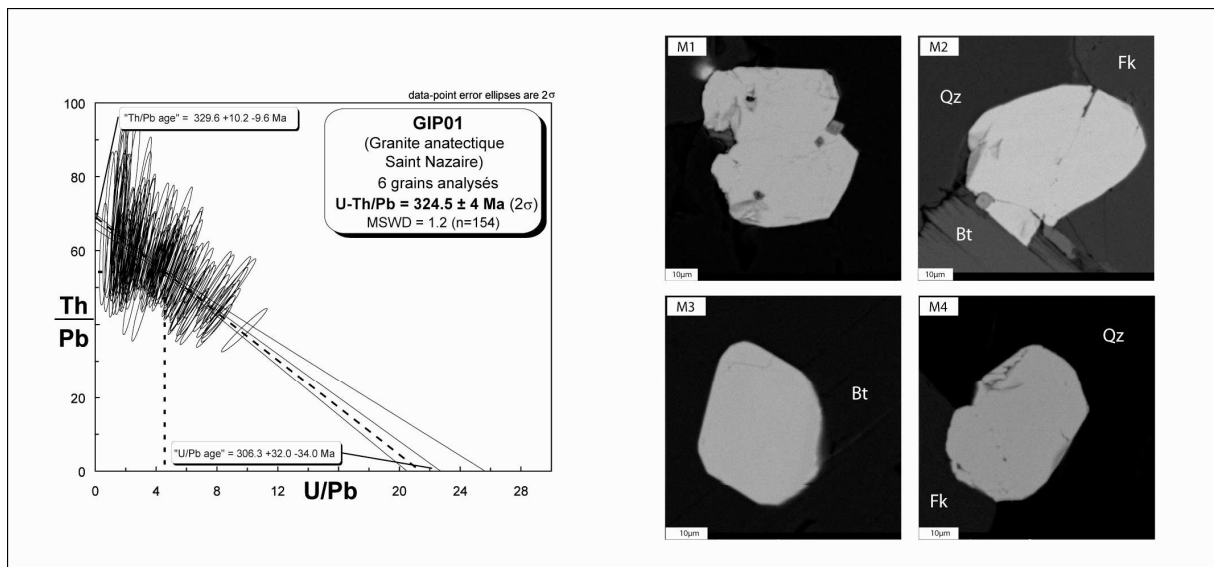 data-point error ellipses are 2σ
"Th/Pb age" = 329.6 +10.2 -9.6 Ma
GIP01
(Granite anatectique
Saint Nazaire)
6 grains analysés
U-Th/Pb = 324.5 ± 4 Ma (2σ)
MSWD = 1.2 (n=154)
100
80
60
Th
Pb
20
0
"U/Pb age" = 306.3 +32.0 -34.0 Ma
0
4
8
12
16
20
24
28
U/Pb
M1
10µm
M2
Fk
Qz
Bt
10µm
M3
Bt
10µm
M4
Qz
Fk
10µm